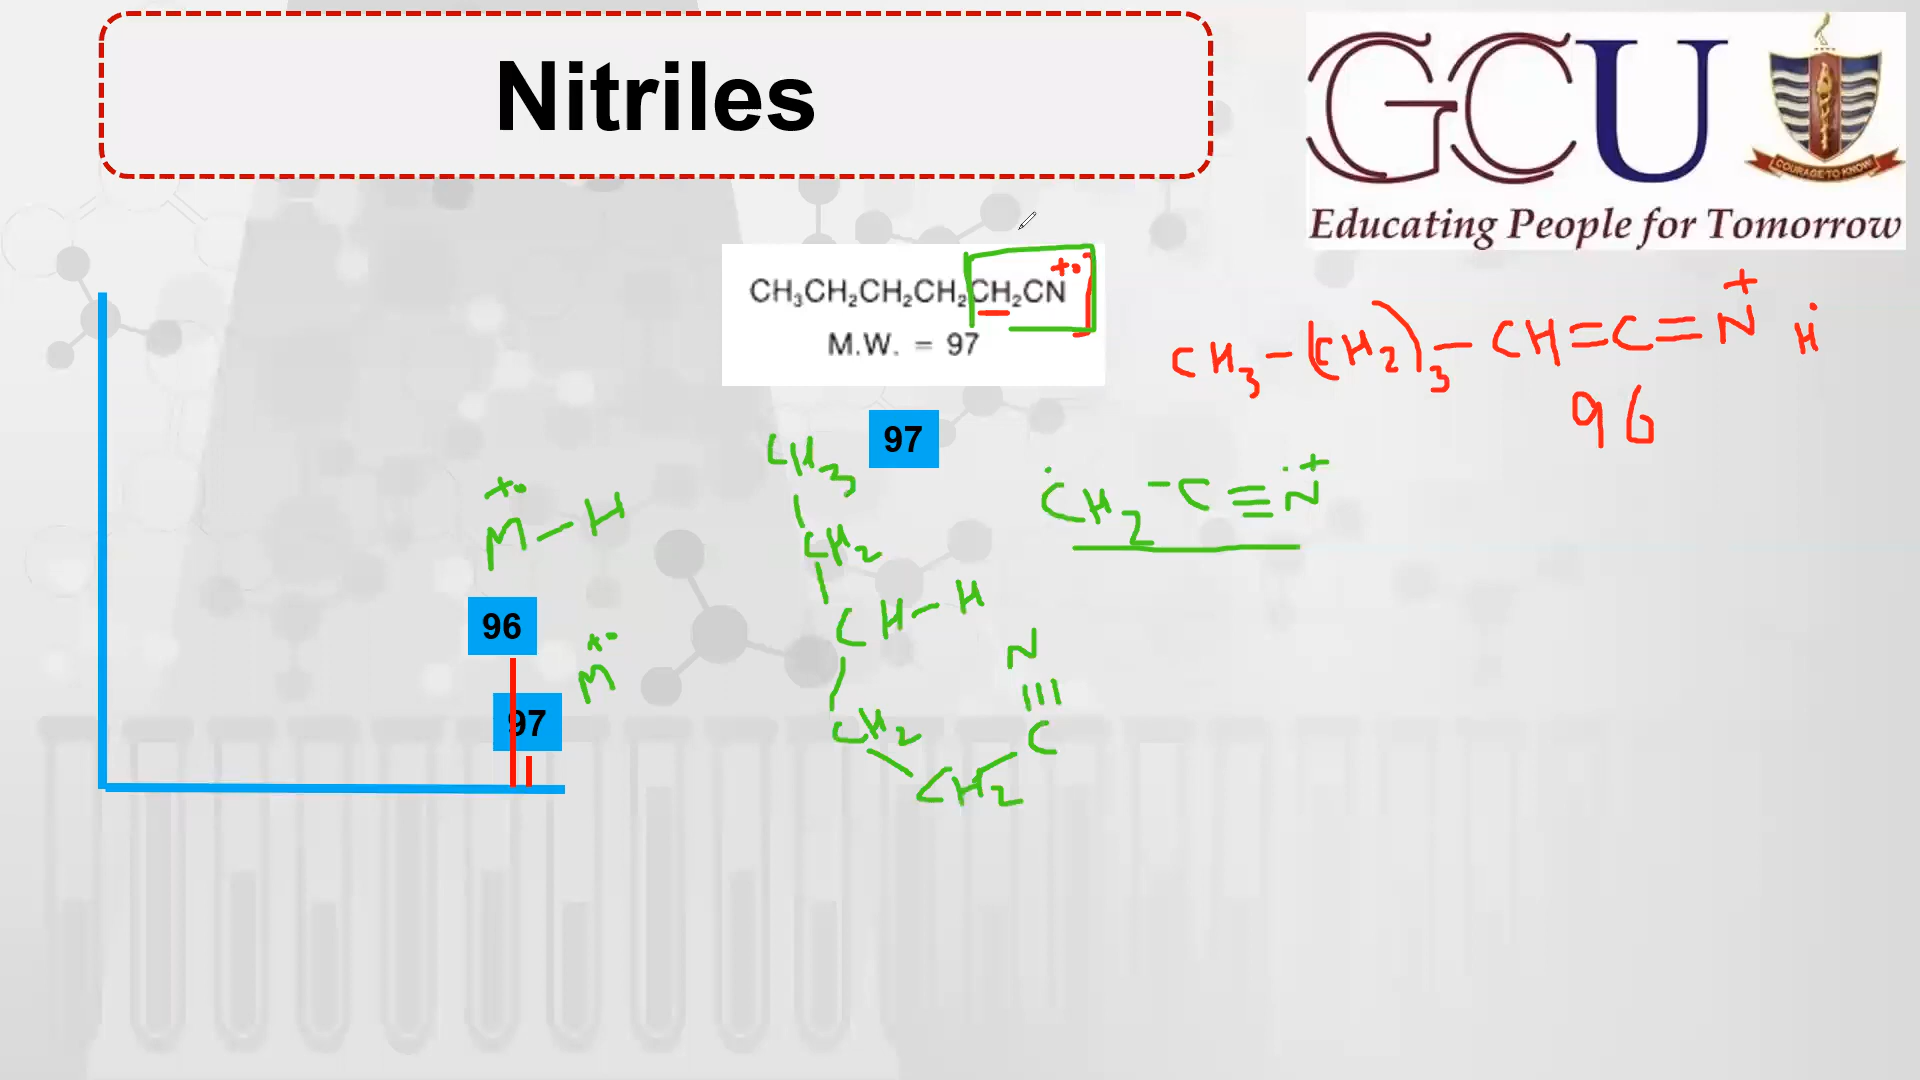 Nitriles
GCU
COURAGE TO KNOW
Educating People for Tomorrow
CH₃CH₂CH₂CH₂CH₂CN
+•
M.W. = 97
CH₃-(CH₂)₃-CH=C=N⁺ Ḣ
96
97
CH₃
CH₂
CH-H
CH₂
CH₂
C
N
ĊH₂-C≡Ṅ⁺
+•
M-H
96
+•
M
97